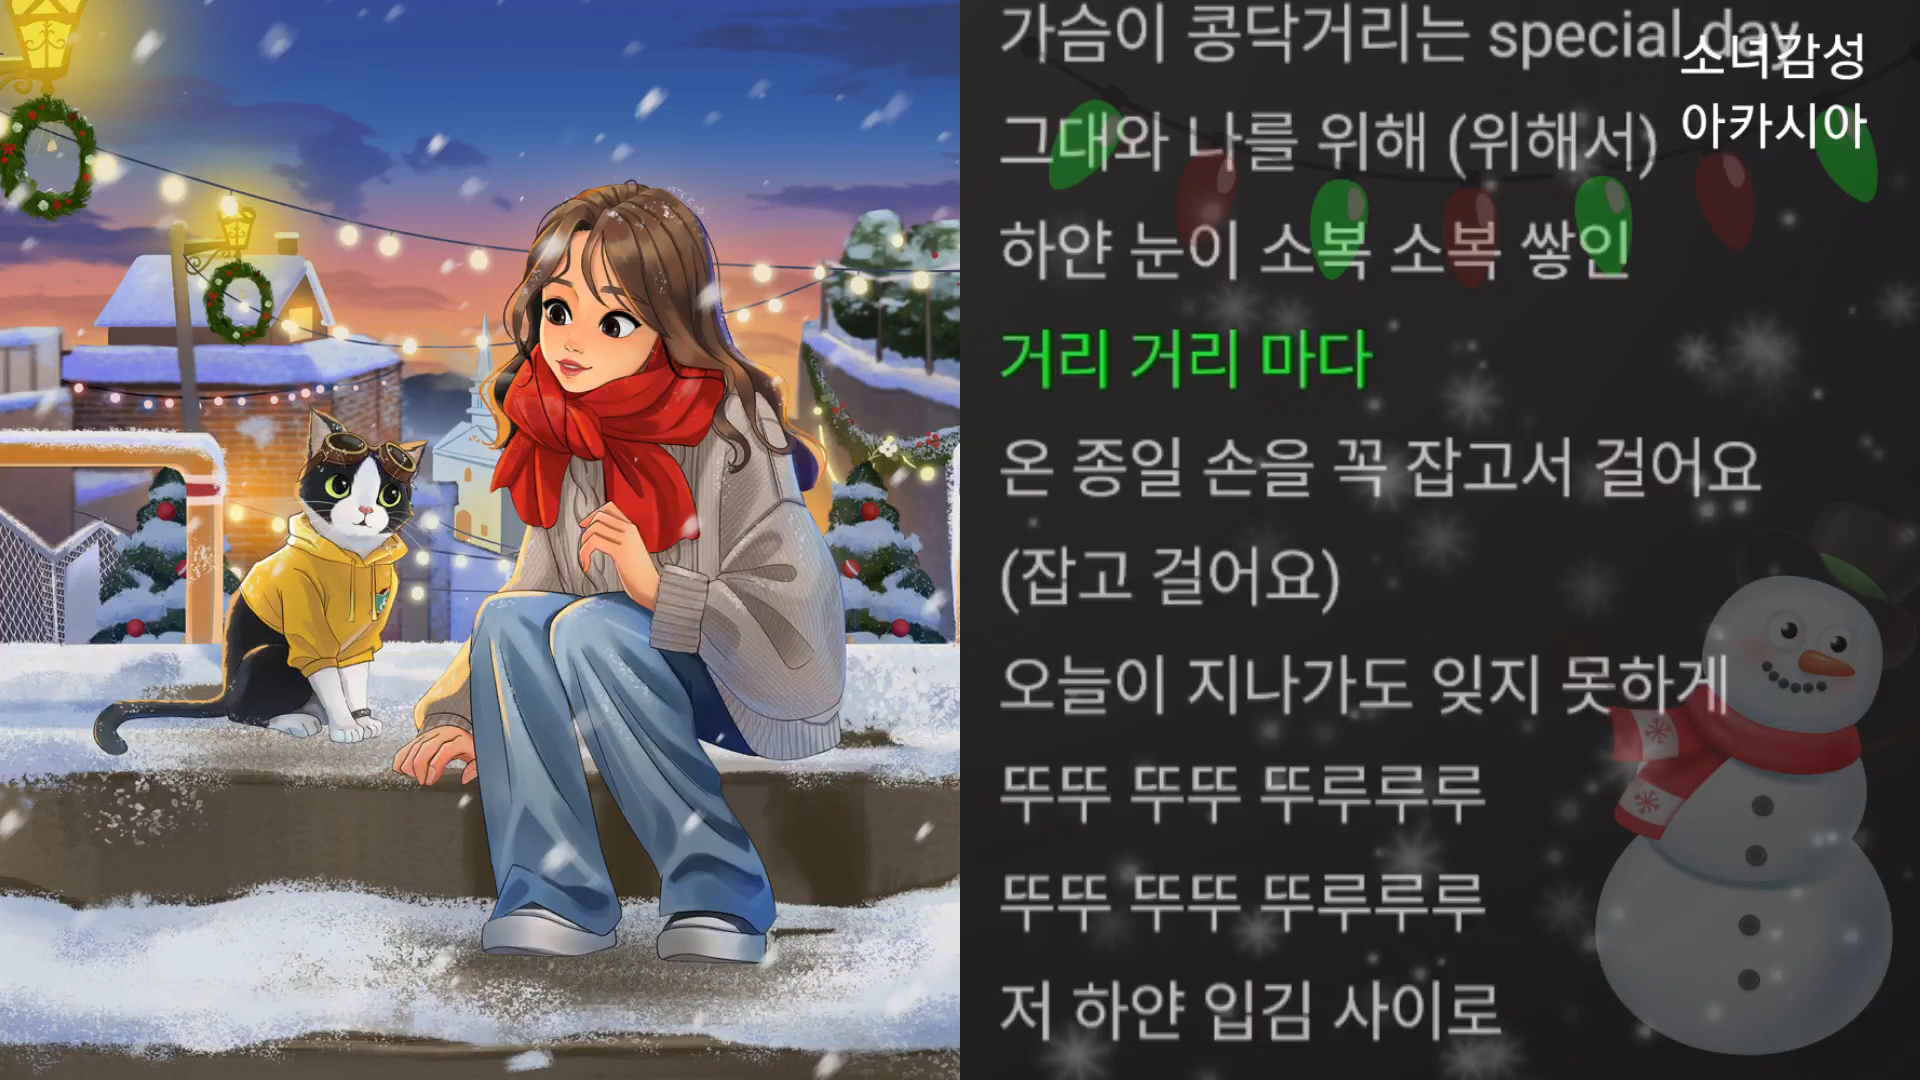 가슴이 콩닥거리는 special day
소녀감성
아카시아
그대와 나를 위해 (위해서)
하얀 눈이 소복 소복 쌓인
거리 거리 마다
온 종일 손을 꼭 잡고서 걸어요
(잡고 걸어요)
오늘이 지나가도 잊지 못하게
뚜뚜 뚜뚜 뚜루루루
뚜뚜 뚜뚜 뚜루루루
저 하얀 입김 사이로